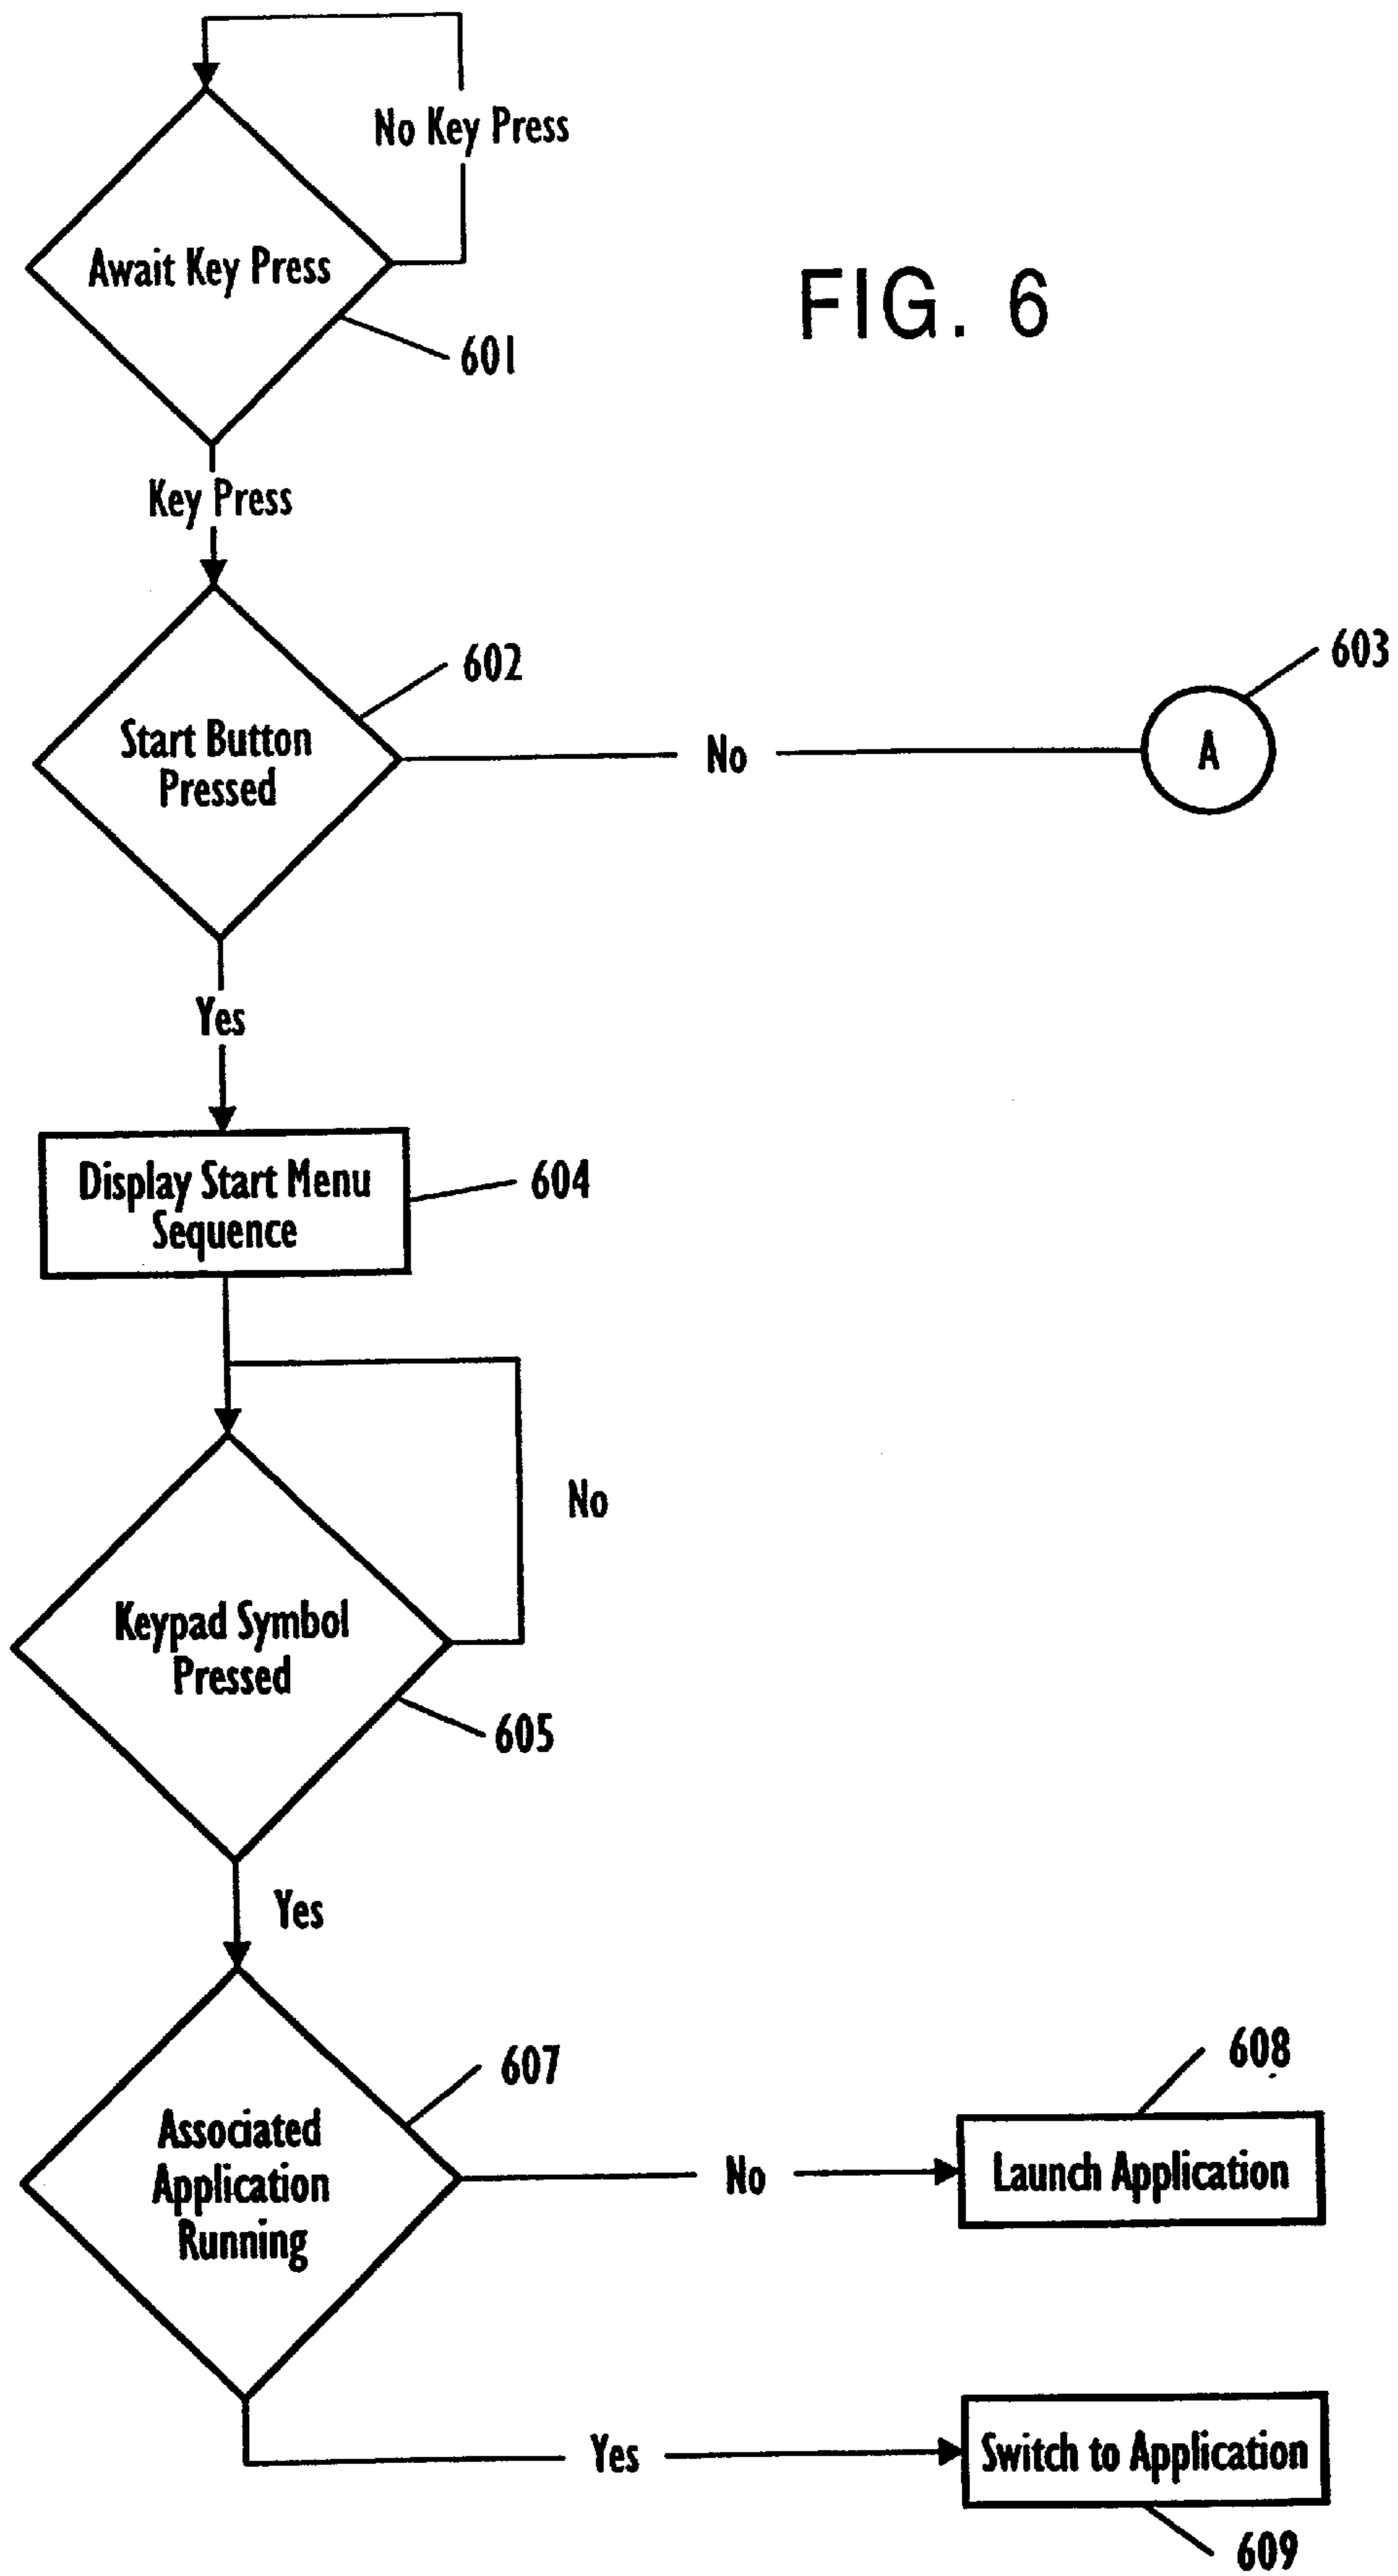 No Key Press
Await Key Press
FIG. 6
601
Key Press
602
603
Start Button
Pressed
No
A
Yes
Display Start Menu
Sequence
604
No
Keypad Symbol
Pressed
605
Yes
607
608
Associated
Application
Running
No
Launch Application
Yes
Switch to Application
609